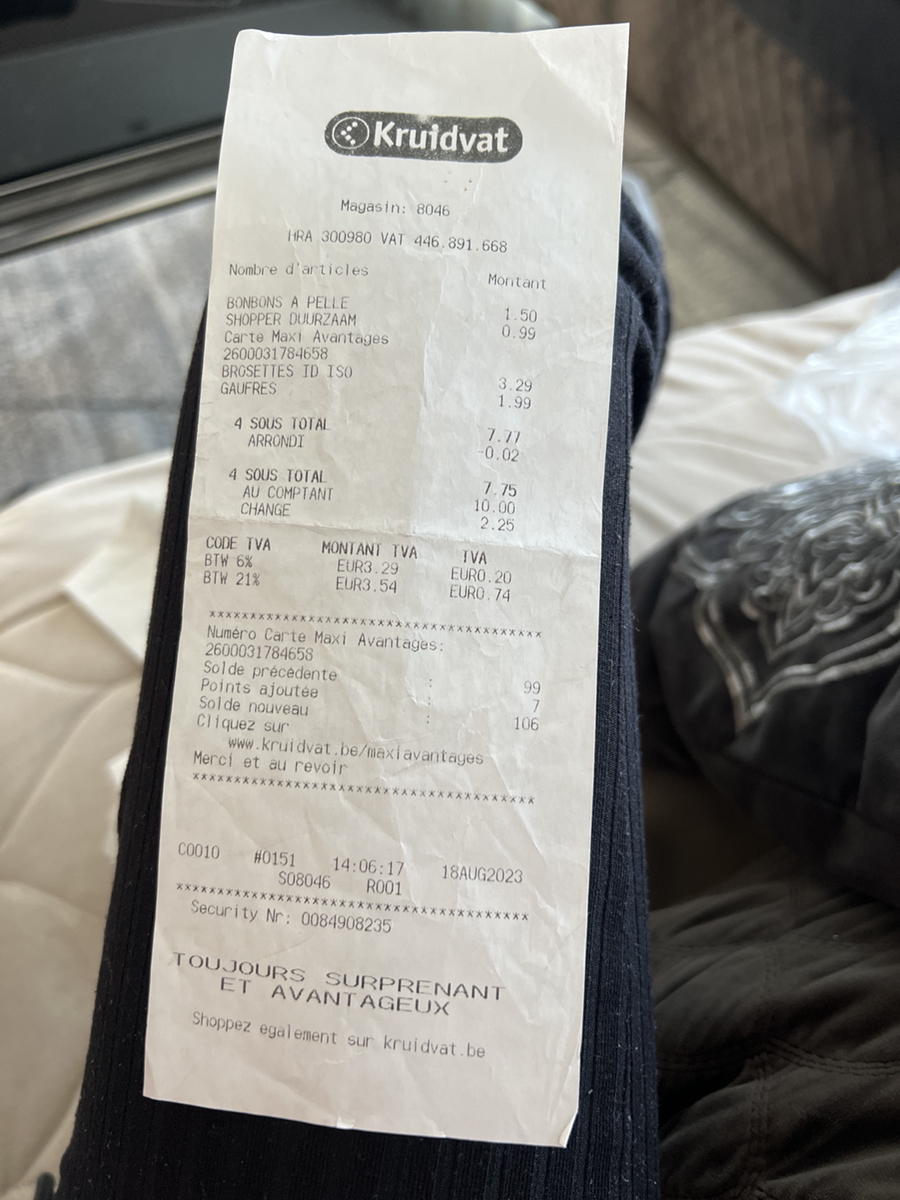 Kruidvat
Magasin: 8046
HRA 300980 VAT 446.891.668
Nombre d'articles Montant
BONBONS A PELLE 1.50
SHOPPER DUURZAAM 0.99
Carte Maxi Avantages
2600031784658
BROSETTES ID ISO 3.29
GAUFRES 1.99
4 SOUS TOTAL 7.77
ARRONDI -0.02
4 SOUS TOTAL 7.75
AU COMPTANT 10.00
CHANGE 2.25
CODE TVA MONTANT TVA TVA
BTW 6% EUR3.29 EUR0.20
BTW 21% EUR3.54 EUR0.74
***************************************
Numéro Carte Maxi Avantages:
2600031784658
Solde précédente : 99
Points ajoutée : 7
Solde nouveau : 106
Cliquez sur
www.kruidvat.be/maxiavantages
Merci et au revoir
***************************************
C0010 #0151 14:06:17 18AUG2023
S08046 R001
***************************************
Security Nr: 0084908235
TOUJOURS SURPRENANT
ET AVANTAGEUX
Shoppez egalement sur kruidvat.be